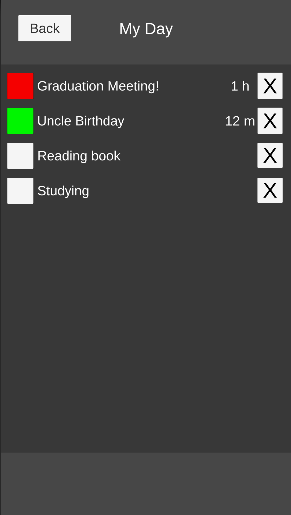 Back My Day
Graduation Meeting! 1 h X
Uncle Birthday 12 m X
Reading book X
Studying X